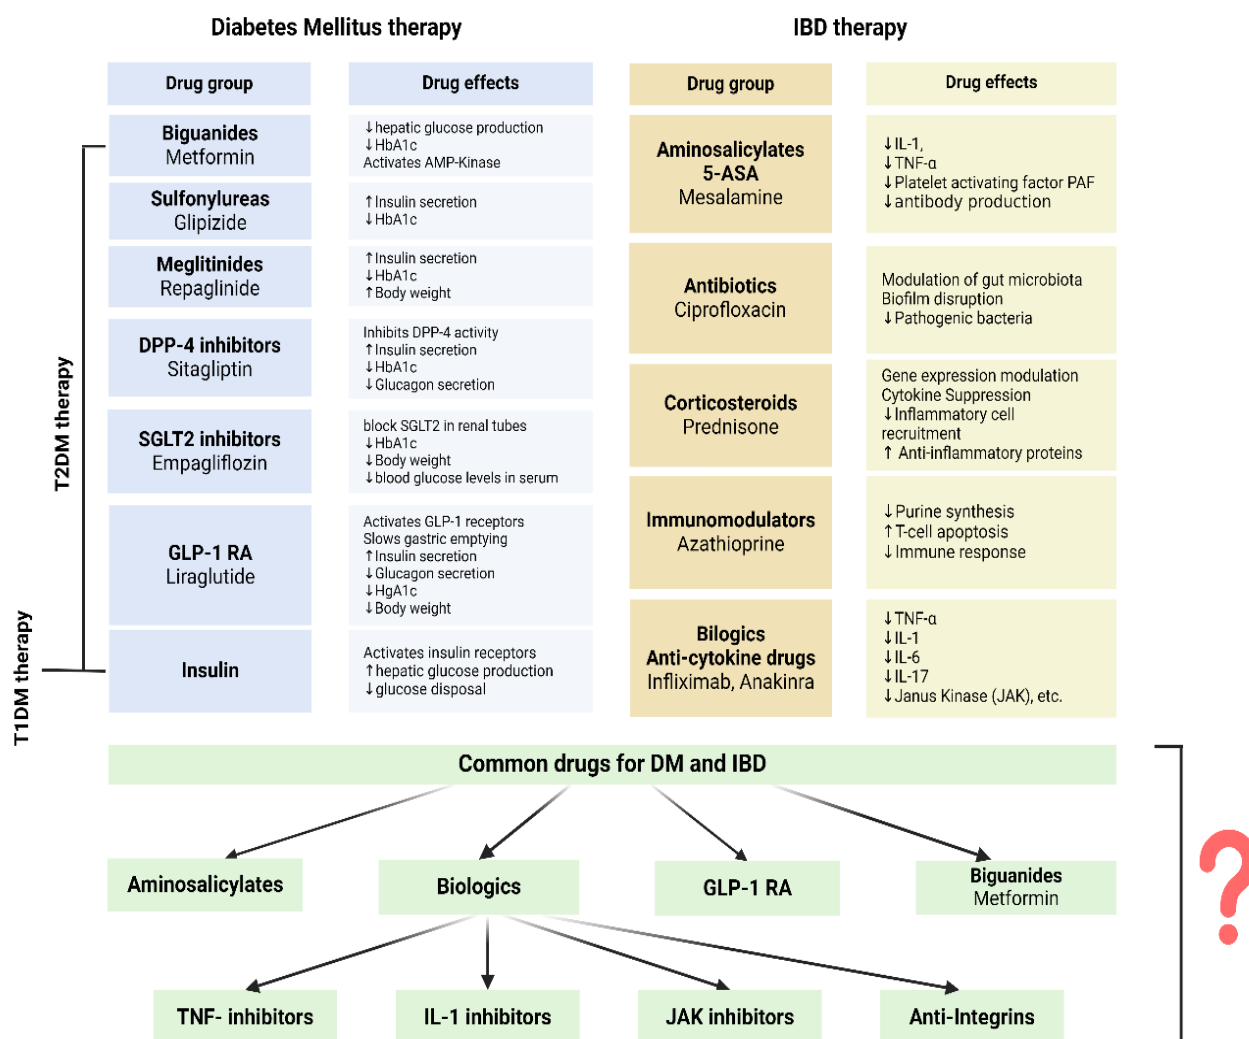 Diabetes Mellitus therapy
IBD therapy
Drug group
Drug effects
Drug group
Drug effects
T2DM therapy
T1DM therapy
Biguanides
Metformin
↓hepatic glucose production
↓HbA1c
Activates AMP-Kinase
Sulfonylureas
Glipizide
↑Insulin secretion
↓HbA1c
Meglitinides
Repaglinide
↑Insulin secretion
↓HbA1c
↑Body weight
DPP-4 inhibitors
Sitagliptin
Inhibits DPP-4 activity
↑Insulin secretion
↓HbA1c
↓Glucagon secretion
SGLT2 inhibitors
Empagliflozin
block SGLT2 in renal tubes
↓HbA1c
↓Body weight
↓blood glucose levels in serum
GLP-1 RA
Liraglutide
Activates GLP-1 receptors
Slows gastric emptying
↑Insulin secretion
↓Glucagon secretion
↓HgA1c
↓Body weight
Insulin
Activates insulin receptors
↑hepatic glucose production
↓glucose disposal
Aminosalicylates
5-ASA
Mesalamine
↓IL-1,
↓TNF-α
↓Platelet activating factor PAF
↓antibody production
Antibiotics
Ciprofloxacin
Modulation of gut microbiota
Biofilm disruption
↓Pathogenic bacteria
Corticosteroids
Prednisone
Gene expression modulation
Cytokine Suppression
↓Inflammatory cell
recruitment
↑ Anti-inflammatory proteins
Immunomodulators
Azathioprine
↓Purine synthesis
↑T-cell apoptosis
↓Immune response
Bilogics
Anti-cytokine drugs
Infliximab, Anakinra
↓TNF-α
↓IL-1
↓IL-6
↓IL-17
↓Janus Kinase (JAK), etc.
Common drugs for DM and IBD
Aminosalicylates
Biologics
GLP-1 RA
Biguanides
Metformin
?
TNF- inhibitors
IL-1 inhibitors
JAK inhibitors
Anti-Integrins